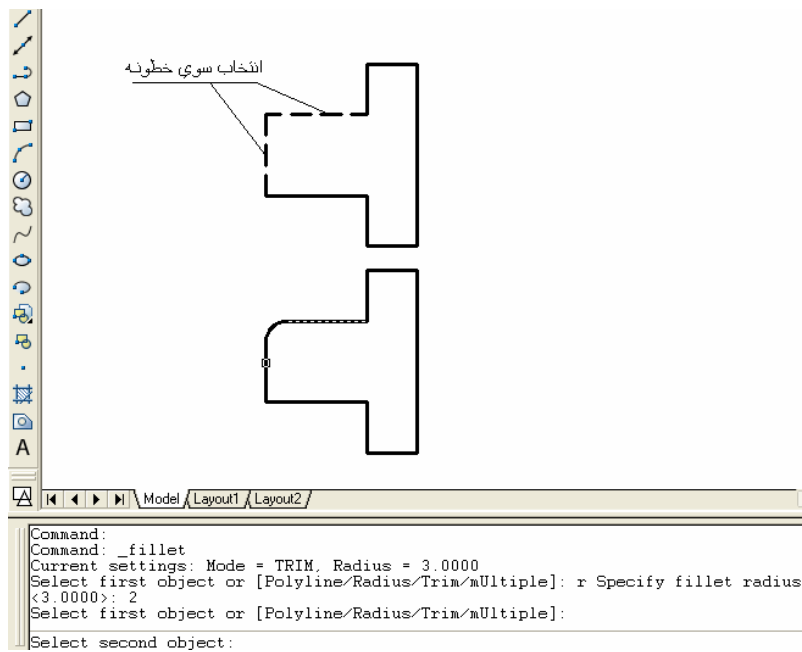 انتخاب سوي خطونه
A
Model
Layout1
Layout2
Command:
Command: _fillet
Current settings: Mode = TRIM, Radius = 3.0000
Select first object or [Polyline/Radius/Trim/mUltiple]: r Specify fillet radius
<3.0000>: 2
Select first object or [Polyline/Radius/Trim/mUltiple]:
Select second object: